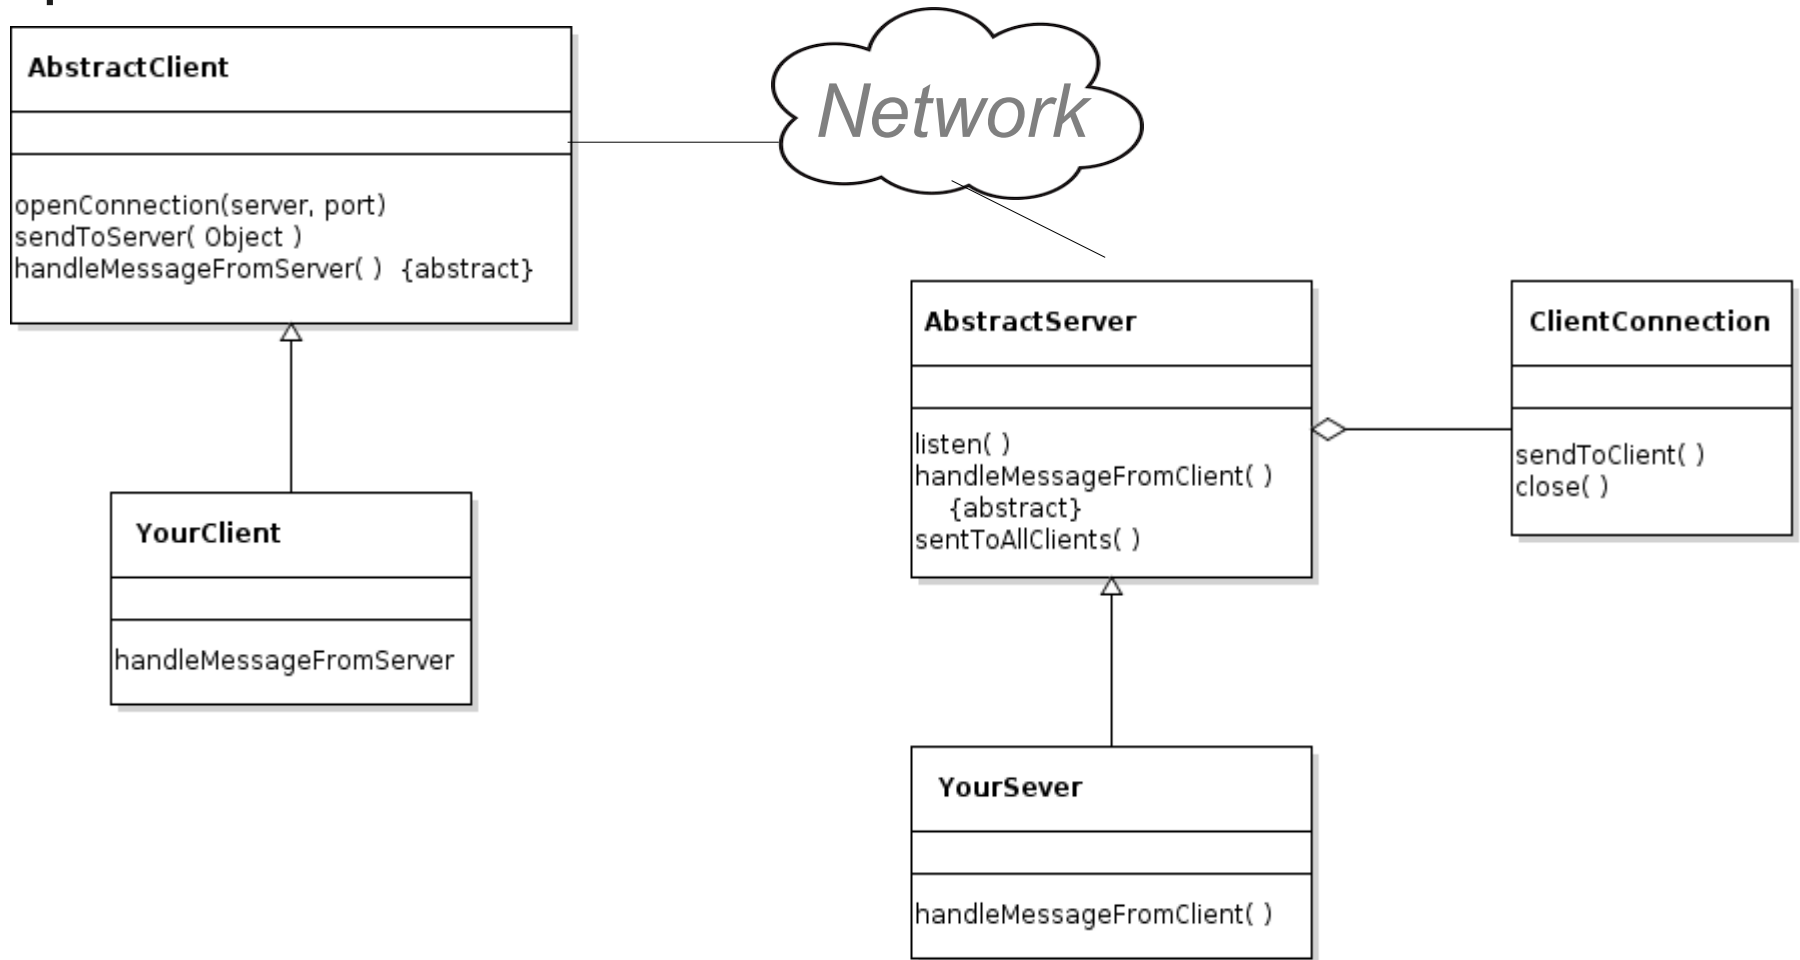 AbstractClient
openConnection(server, port)
sendToServer( Object )
handleMessageFromServer( ) {abstract}
Network
AbstractServer
listen( )
handleMessageFromClient( )
{abstract}
sentToAllClients( )
ClientConnection
sendToClient( )
close( )
YourClient
handleMessageFromServer
YourSever
handleMessageFromClient( )